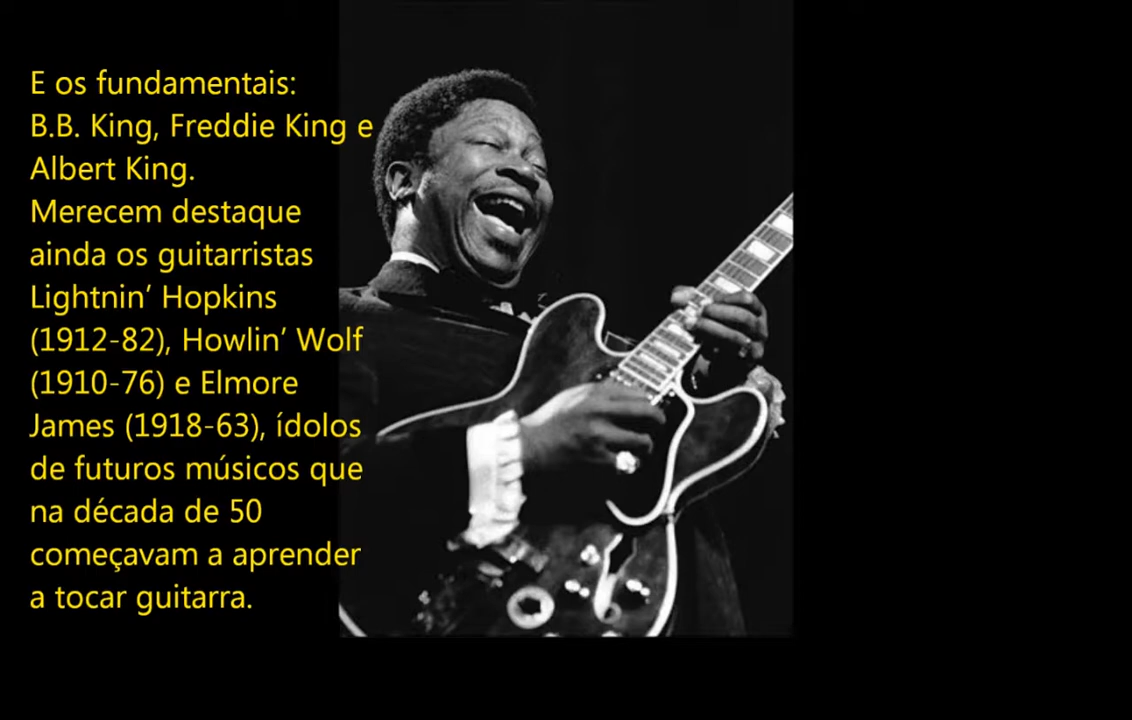 E os fundamentais:
B.B. King, Freddie King e
Albert King.
Merecem destaque
ainda os guitarristas
Lightnin’ Hopkins
(1912-82), Howlin’ Wolf
(1910-76) e Elmore
James (1918-63), ídolos
de futuros músicos que
na década de 50
começavam a aprender
a tocar guitarra.